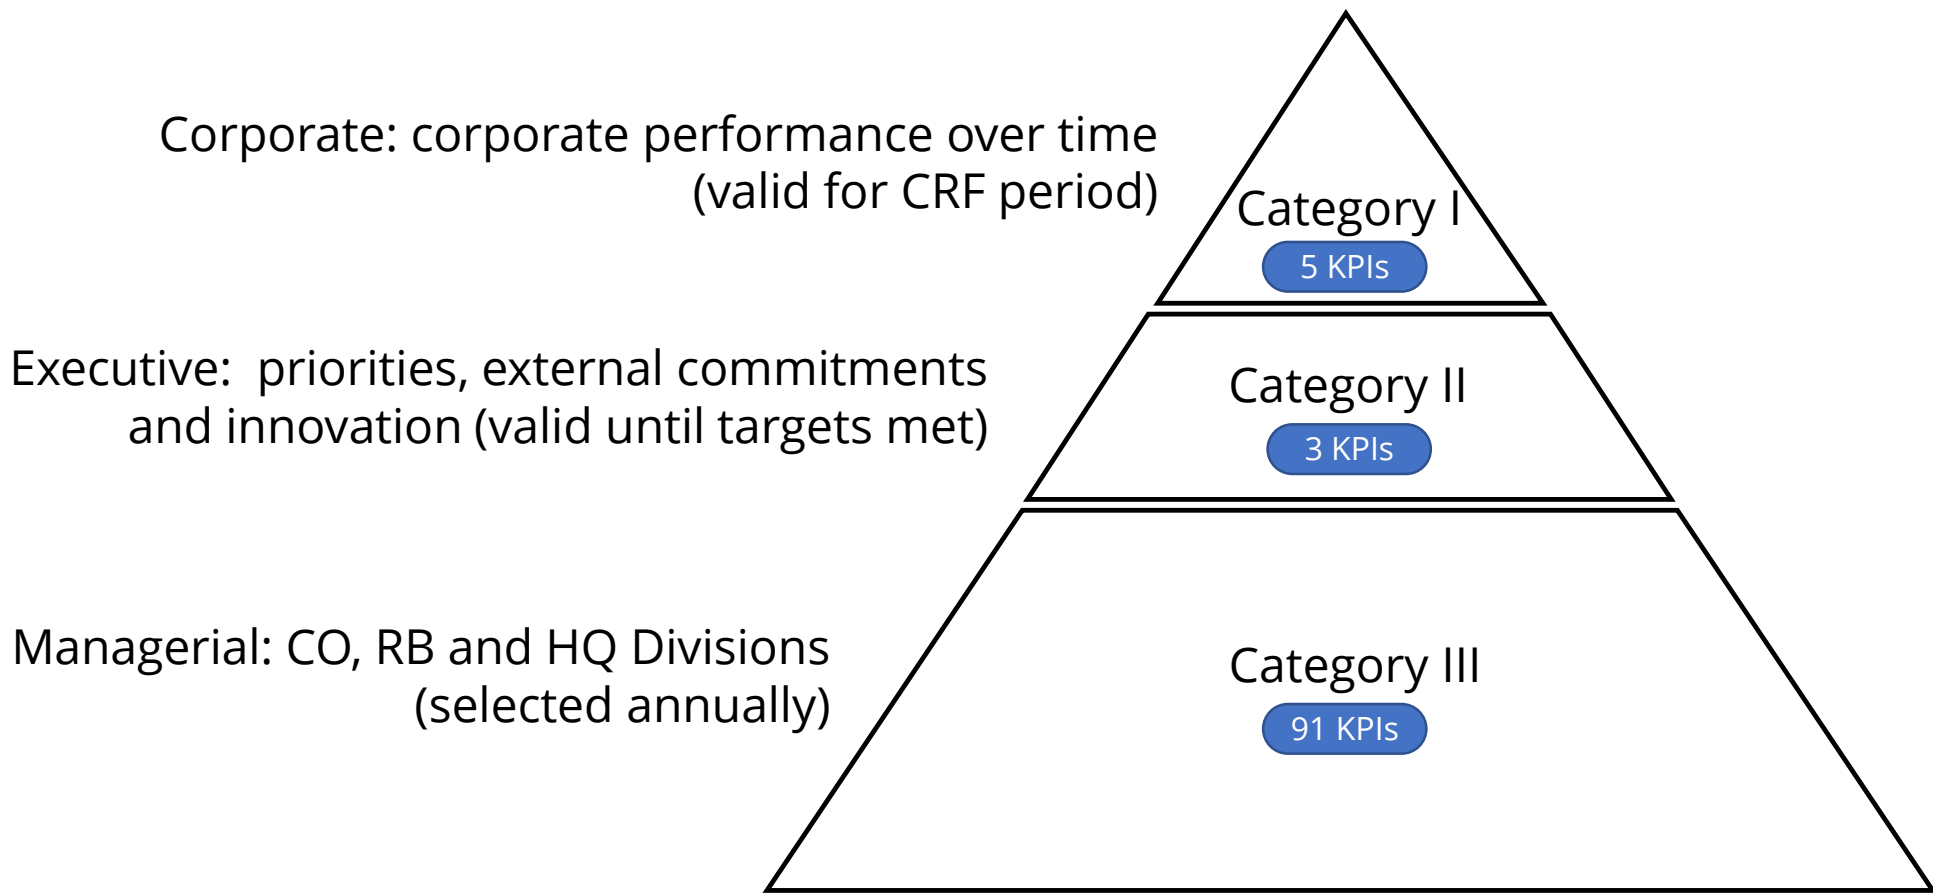 Corporate: corporate performance over time
(valid for CRF period)
Category I
5 KPIs
Executive:  priorities, external commitments
and innovation (valid until targets met)
Category II
3 KPIs
Managerial: CO, RB and HQ Divisions
(selected annually)
Category III
91 KPIs